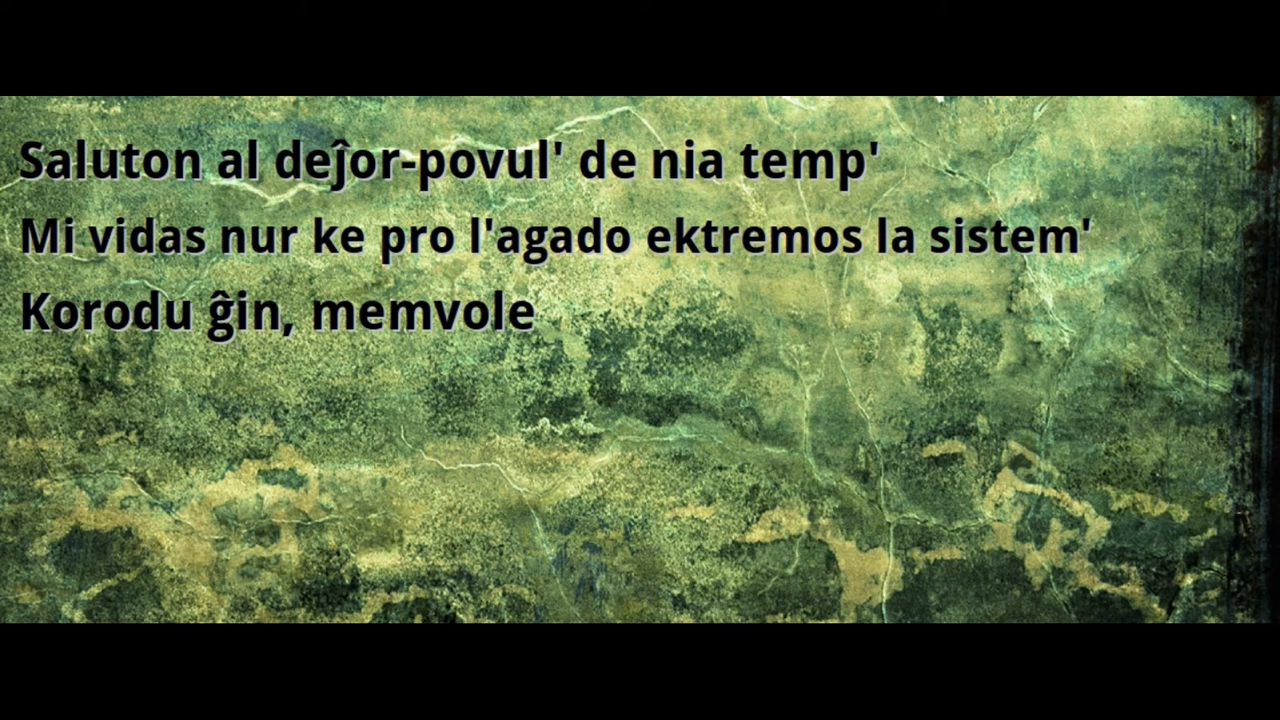 Saluton al deĵor-povul' de nia temp'
Mi vidas nur ke pro l'agado ektremos la sistem'
Korodu ĝin, memvole